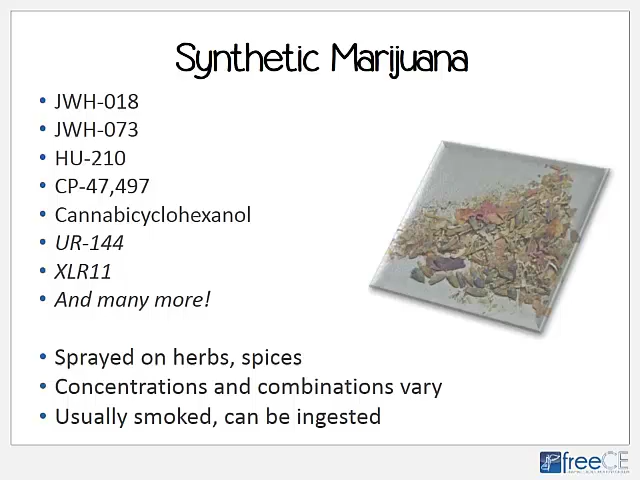 Synthetic Marijuana
• JWH-018
• JWH-073
• HU-210
• CP-47,497
• Cannabicyclohexanol
• UR-144
• XLR11
• And many more!
• Sprayed on herbs, spices
• Concentrations and combinations vary
• Usually smoked, can be ingested
freeCE